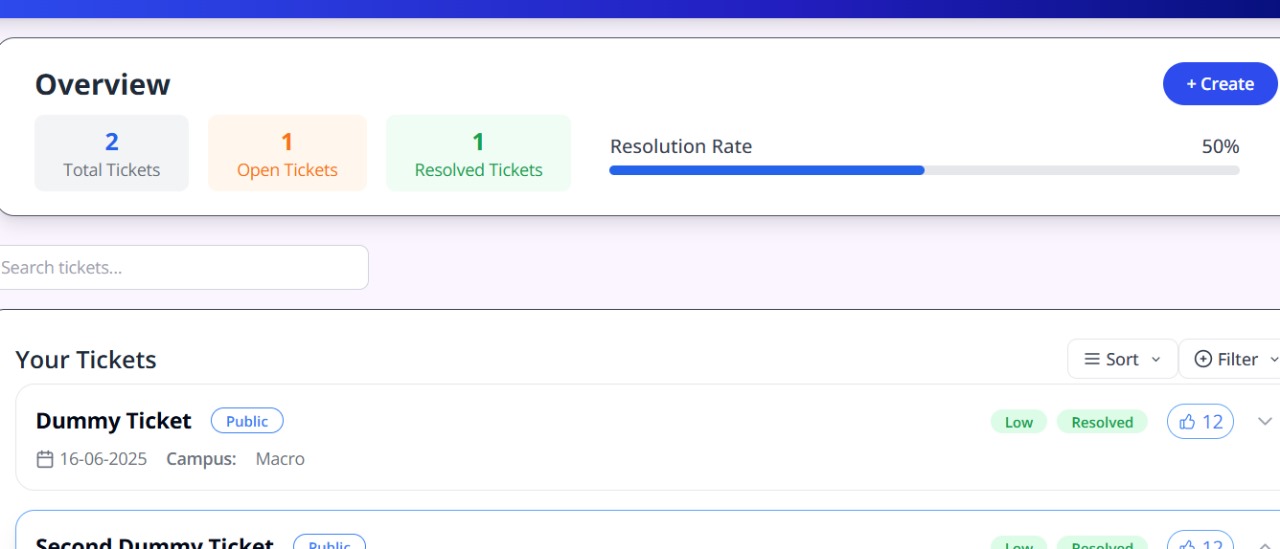 Overview
+ Create
2
Total Tickets
1
Open Tickets
1
Resolved Tickets
Resolution Rate 50%
Search tickets...
Your Tickets
Sort
Filter
Dummy Ticket Public Low Resolved 12
16-06-2025 Campus: Macro
Second Dummy Ticket Public Low Resolved 12